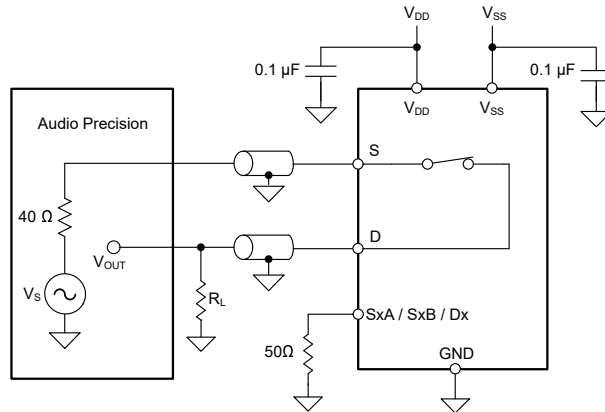 VDD
VSS
0.1 µF
0.1 µF
VDD
VSS
Audio Precision
S
40 Ω
D
VOUT
VS
RL
SxA / SxB / Dx
50Ω
GND